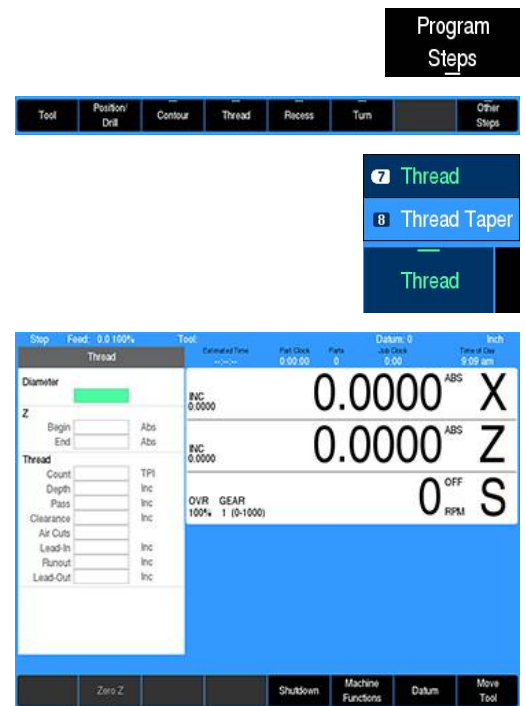 Program
Steps
Tool Position/ Drill Contour Thread Recess Turn Other Steps
7 Thread
8 Thread Taper
Thread
Stop Feed: 0.0 100% Tool: Datum: 0 Inch
Estimated Time Part Clock Parts Job Clock Time of Day
--:--:-- 0:00:00 0 0:00 9:09 am
Thread
Diameter
Z
Begin Abs
End Abs
Thread
Count TPI
Depth Inc
Pass Inc
Clearance Inc
Air Cuts
Lead-In Inc
Runout Inc
Lead-Out Inc
INC
0.0000
0.0000 ABS X
INC
0.0000
0.0000 ABS Z
OVR GEAR
100% 1 (0-1000)
0 OFF RPM S
Zero Z Shutdown Machine Functions Datum Move Tool